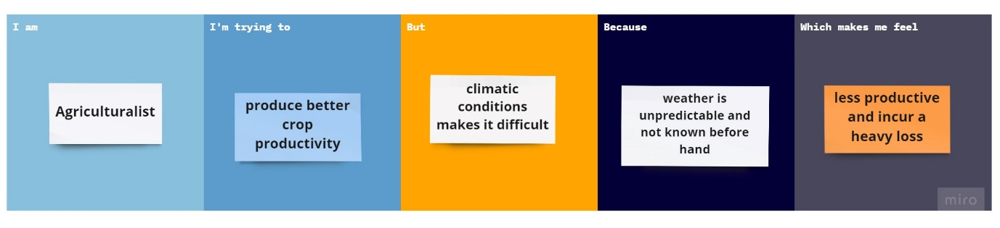 I am
Agriculturalist
I'm trying to
produce better
crop
productivity
But
climatic
conditions
makes it difficult
Because
weather is
unpredictable and
not known before
hand
Which makes me feel
less productive
and incur a
heavy loss
miro